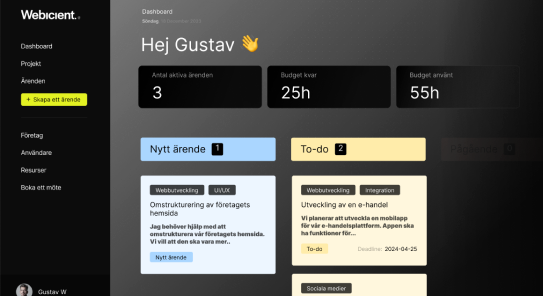 Webicient.
Dashboard
Projekt
Ärenden
+ Skapa ett ärende
Företag
Användare
Resurser
Boka ett möte
Gustav W
Dashboard
Söndag
Hej Gustav 👋
Antal aktiva ärenden
3
Budget kvar
25h
Budget använt
55h
Nytt ärende 1
Webbutveckling UI/UX
Omstrukturering av företagets
hemsida
Jag behöver hjälp med att
omstrukturera vår företagets hemsida.
Vi vill att den ska vara mer..
Nytt ärende
To-do 2
Webbutveckling Integration
Utveckling av en e-handel
Vi planerar att utveckla en mobilapp
för vår e-handelsplattform. Appen ska
ha funktioner för...
To-do Deadline: 2024-04-25
Sociala medier